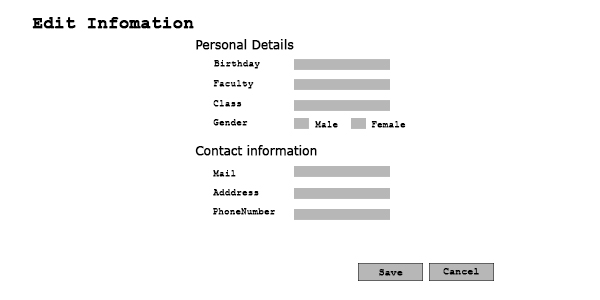 Edit Infomation
Personal Details
Birthday
Faculty
Class
Gender Male Female
Contact information
Mail
Adddress
PhoneNumber
Save Cancel